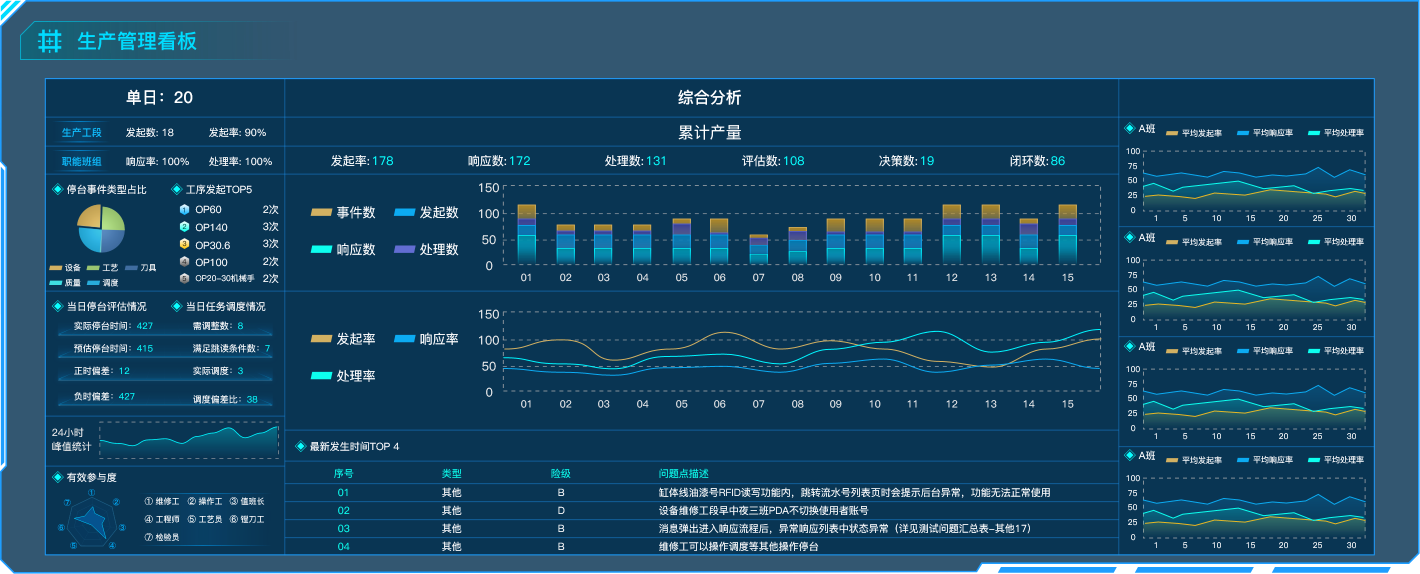 生产管理看板
单日：20
生产工段 发起数: 18 发起率: 90%
职能班组 响应率: 100% 处理率: 100%
停台事件类型占比
设备 工艺 刀具
质量 调度
工序发起TOP5
1 OP60 2次
2 OP140 3次
3 OP30.6 3次
4 OP100 2次
5 OP20-30机械手 2次
当日停台评估情况
实际停台时间：427
预估停台时间：415
正时偏差：12
负时偏差：427
当日任务调度情况
需调整数：8
满足跳读条件数：7
实际调度：3
调度偏差比：38
24小时
峰值统计
有效参与度
①
⑦ ②
⑥ ③
⑤ ④
① 维修工 ② 操作工 ③ 值班长
④ 工程师 ⑤ 工艺员 ⑥ 镗刀工
⑦ 检验员
综合分析
累计产量
发起率:178 响应数:172 处理数:131 评估数:108 决策数:19 闭环数:86
事件数 发起数
响应数 处理数
150
100
50
0
01 02 03 04 05 06 07 08 09 10 11 12 13 14 15
发起率 响应率
处理率
150
100
50
0
01 02 03 04 05 06 07 08 09 10 11 12 13 14 15
最新发生时间TOP 4
序号 类型 险级 问题点描述
01 其他 B 缸体线油漆号RFID读写功能内，跳转流水号列表页时会提示后台异常，功能无法正常使用
02 其他 D 设备维修工段早中夜三班PDA不切换使用者账号
03 其他 B 消息弹出进入响应流程后，异常响应列表中状态异常（详见测试问题汇总表-其他17）
04 其他 B 维修工可以操作调度等其他操作停台
A班 平均发起率 平均响应率 平均处理率
100
75
50
25
0
1 5 10 15 20 25 30
A班 平均发起率 平均响应率 平均处理率
100
75
50
25
0
1 5 10 15 20 25 30
A班 平均发起率 平均响应率 平均处理率
100
75
50
25
0
1 5 10 15 20 25 30
A班 平均发起率 平均响应率 平均处理率
100
75
50
25
0
1 5 10 15 20 25 30